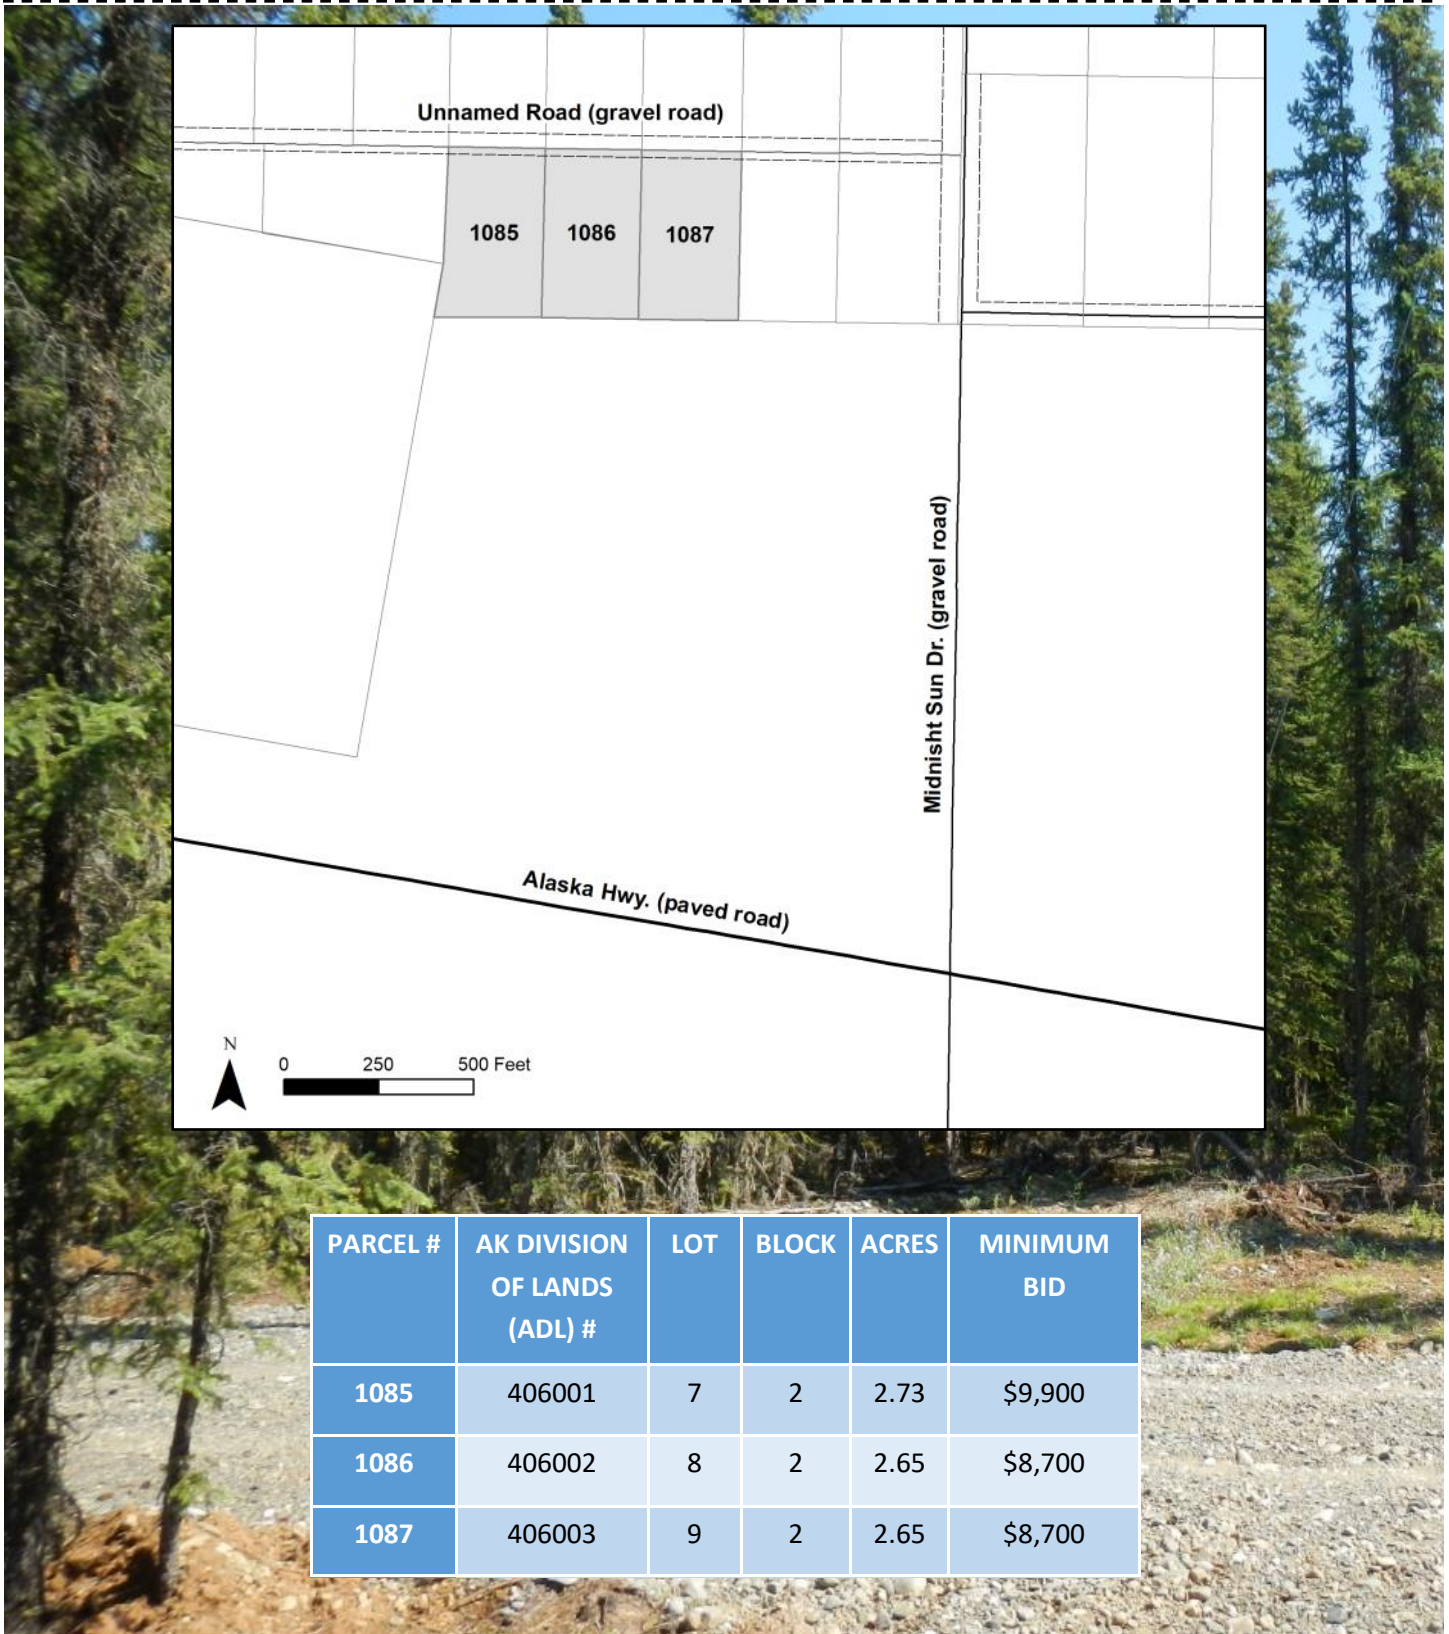 Unnamed Road (gravel road)
1085 1086 1087
Midnisht Sun Dr. (gravel road)
Alaska Hwy. (paved road)
N
0 250 500 Feet
PARCEL # AK DIVISION OF LANDS (ADL) # LOT BLOCK ACRES MINIMUM BID
1085 406001 7 2 2.73 $9,900
1086 406002 8 2 2.65 $8,700
1087 406003 9 2 2.65 $8,700